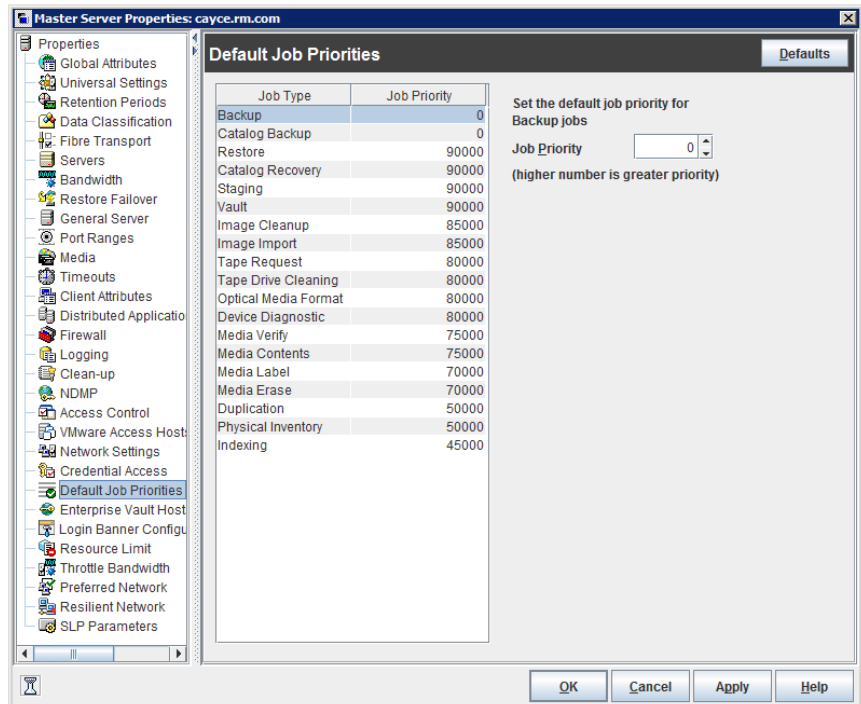 Master Server Properties: cayce.rm.com
Properties
Global Attributes
Universal Settings
Retention Periods
Data Classification
Fibre Transport
Servers
Bandwidth
Restore Failover
General Server
Port Ranges
Media
Timeouts
Client Attributes
Distributed Applicatio
Firewall
Logging
Clean-up
NDMP
Access Control
VMware Access Hosts
Network Settings
Credential Access
Default Job Priorities
Enterprise Vault Host
Login Banner Configu
Resource Limit
Throttle Bandwidth
Preferred Network
Resilient Network
SLP Parameters
Default Job Priorities
Defaults
Job Type Job Priority
Backup 0
Catalog Backup 0
Restore 90000
Catalog Recovery 90000
Staging 90000
Vault 90000
Image Cleanup 85000
Image Import 85000
Tape Request 80000
Tape Drive Cleaning 80000
Optical Media Format 80000
Device Diagnostic 80000
Media Verify 75000
Media Contents 75000
Media Label 70000
Media Erase 70000
Duplication 50000
Physical Inventory 50000
Indexing 45000
Set the default job priority for
Backup jobs
Job Priority 0
(higher number is greater priority)
OK Cancel Apply Help